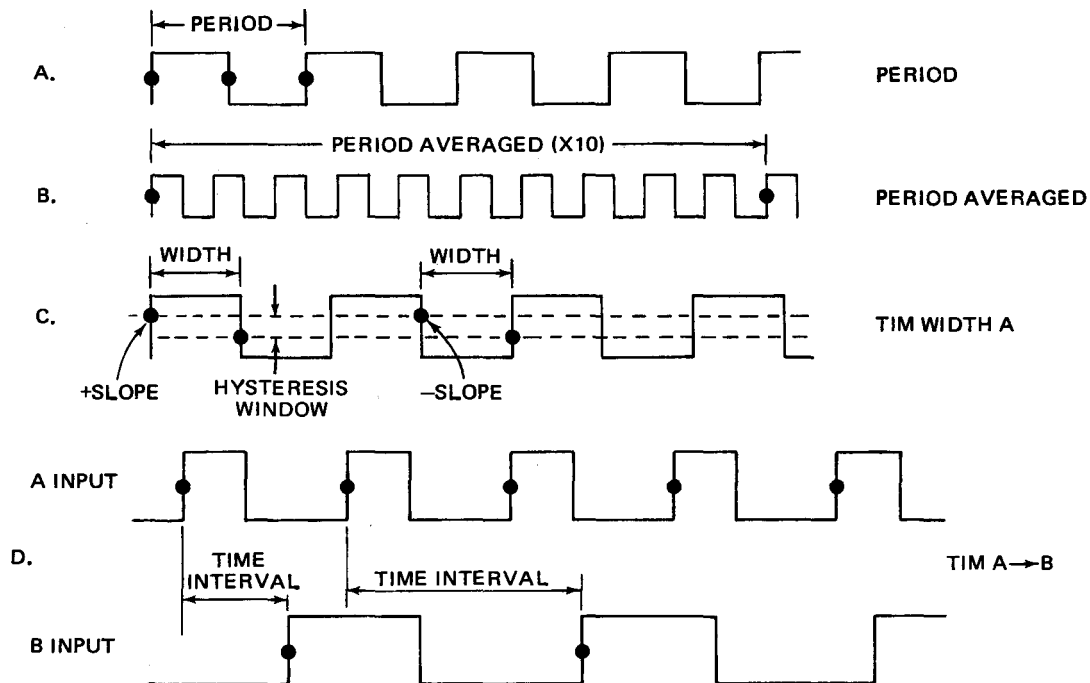 PERIOD
A.
PERIOD
PERIOD AVERAGED (X10)
B.
PERIOD AVERAGED
WIDTH
WIDTH
C.
TIM WIDTH A
+SLOPE
HYSTERESIS
WINDOW
—SLOPE
A INPUT
D.
TIME
INTERVAL
TIME INTERVAL
TIM A→B
B INPUT